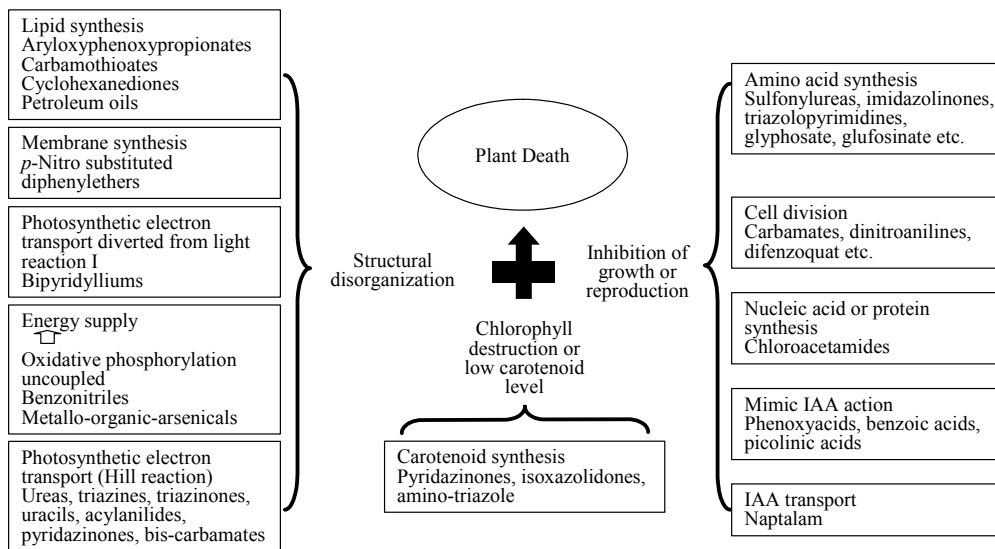 Lipid synthesis
Aryloxyphenoxypropionates
Carbamothioates
Cyclohexanediones
Petroleum oils
Membrane synthesis
p-Nitro substituted
diphenylethers
Photosynthetic electron
transport diverted from light
reaction I
Bipyridylliums
Energy supply
Oxidative phosphorylation
uncoupled
Benzonitriles
Metallo-organic-arsenicals
Photosynthetic electron
transport (Hill reaction)
Ureas, triazines, triazinones,
uracils, acylanilides,
pyridazinones, bis-carbamates
Structural
disorganization
Plant Death
Chlorophyll
destruction or
low carotenoid
level
Carotenoid synthesis
Pyridazinones, isoxazolidones,
amino-triazole
Inhibition of
growth or
reproduction
Amino acid synthesis
Sulfonylureas, imidazolinones,
triazolopyrimidines,
glyphosate, glufosinate etc.
Cell division
Carbamates, dinitroanilines,
difenzoquat etc.
Nucleic acid or protein
synthesis
Chloroacetamides
Mimic IAA action
Phenoxyacids, benzoic acids,
picolinic acids
IAA transport
Naptalam